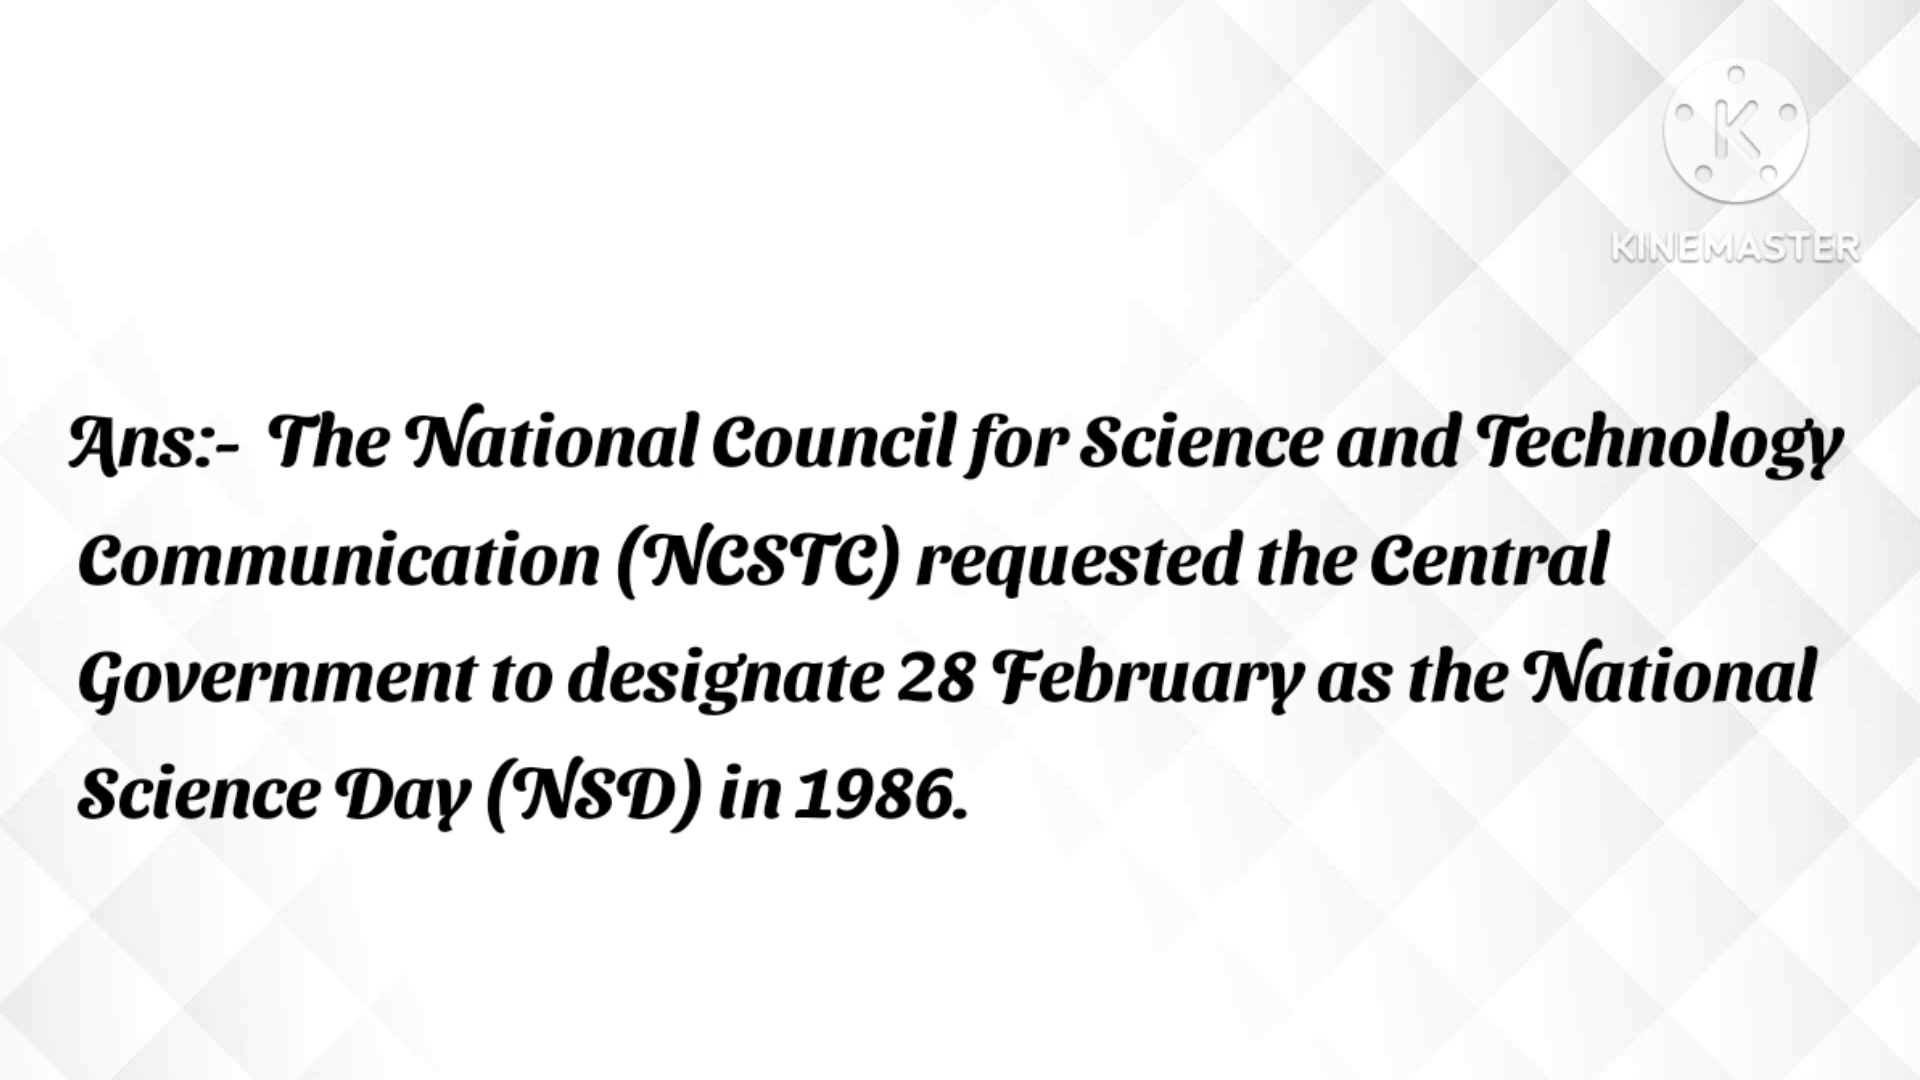 K
KINEMASTER
Ans:- The National Council for Science and Technology
Communication (NCSTC) requested the Central
Government to designate 28 February as the National
Science Day (NSD) in 1986.